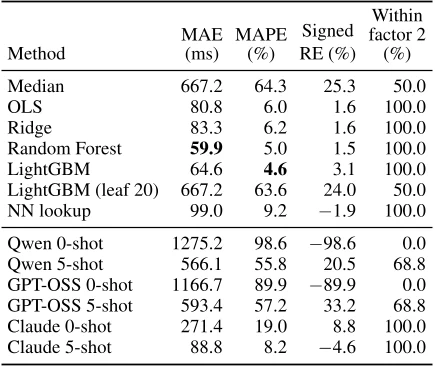 Method MAE (ms) MAPE (%) Signed RE (%) Within factor 2 (%)
Median 667.2 64.3 25.3 50.0
OLS 80.8 6.0 1.6 100.0
Ridge 83.3 6.2 1.6 100.0
Random Forest 59.9 5.0 1.5 100.0
LightGBM 64.6 4.6 3.1 100.0
LightGBM (leaf 20) 667.2 63.6 24.0 50.0
NN lookup 99.0 9.2 −1.9 100.0
Qwen 0-shot 1275.2 98.6 −98.6 0.0
Qwen 5-shot 566.1 55.8 20.5 68.8
GPT-OSS 0-shot 1166.7 89.9 −89.9 0.0
GPT-OSS 5-shot 593.4 57.2 33.2 68.8
Claude 0-shot 271.4 19.0 8.8 100.0
Claude 5-shot 88.8 8.2 −4.6 100.0